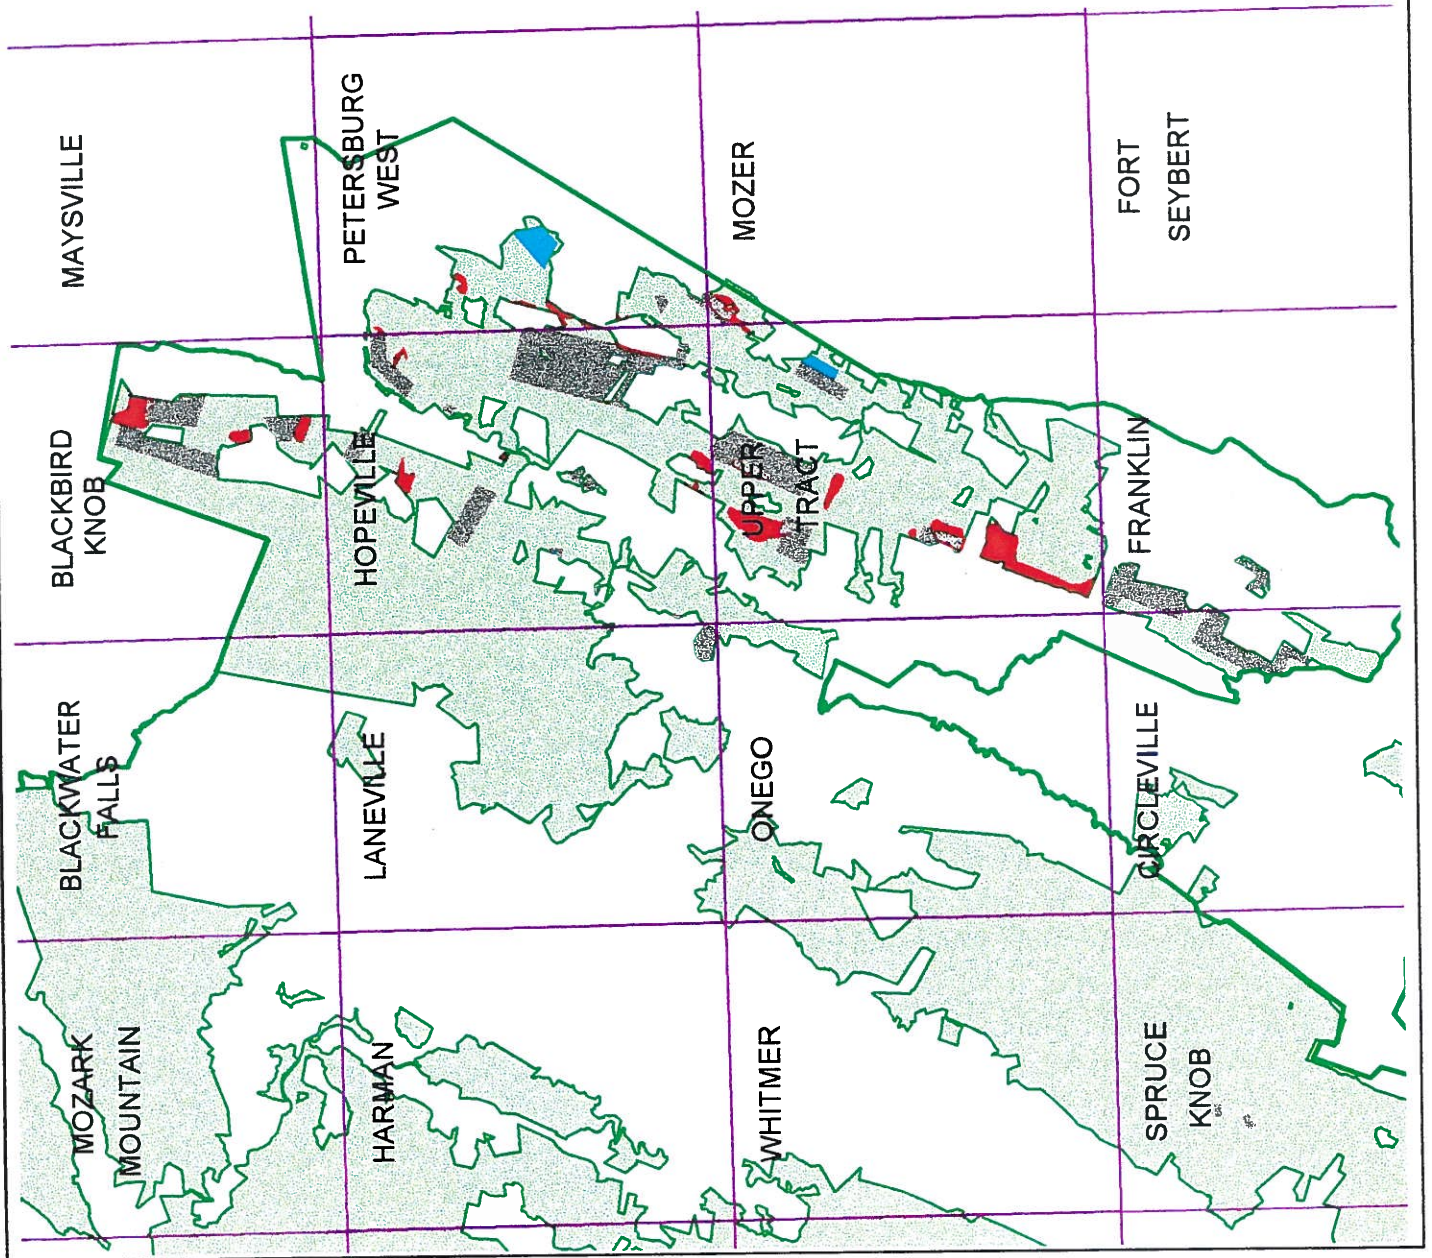 MAYSVILLE
PETERSBURG
WEST
MOZER
FORT
SEYBERT
BLACKBIRD
KNOB
HOPEVILLE
UPPER
TRACT
FRANKLIN
BLACKWATER
FALLS
LANEVILLE
ONEGO
CIRCLEVILLE
MOZARK
MOUNTAIN
HARMAN
WHITMER
SPRUCE
KNOB